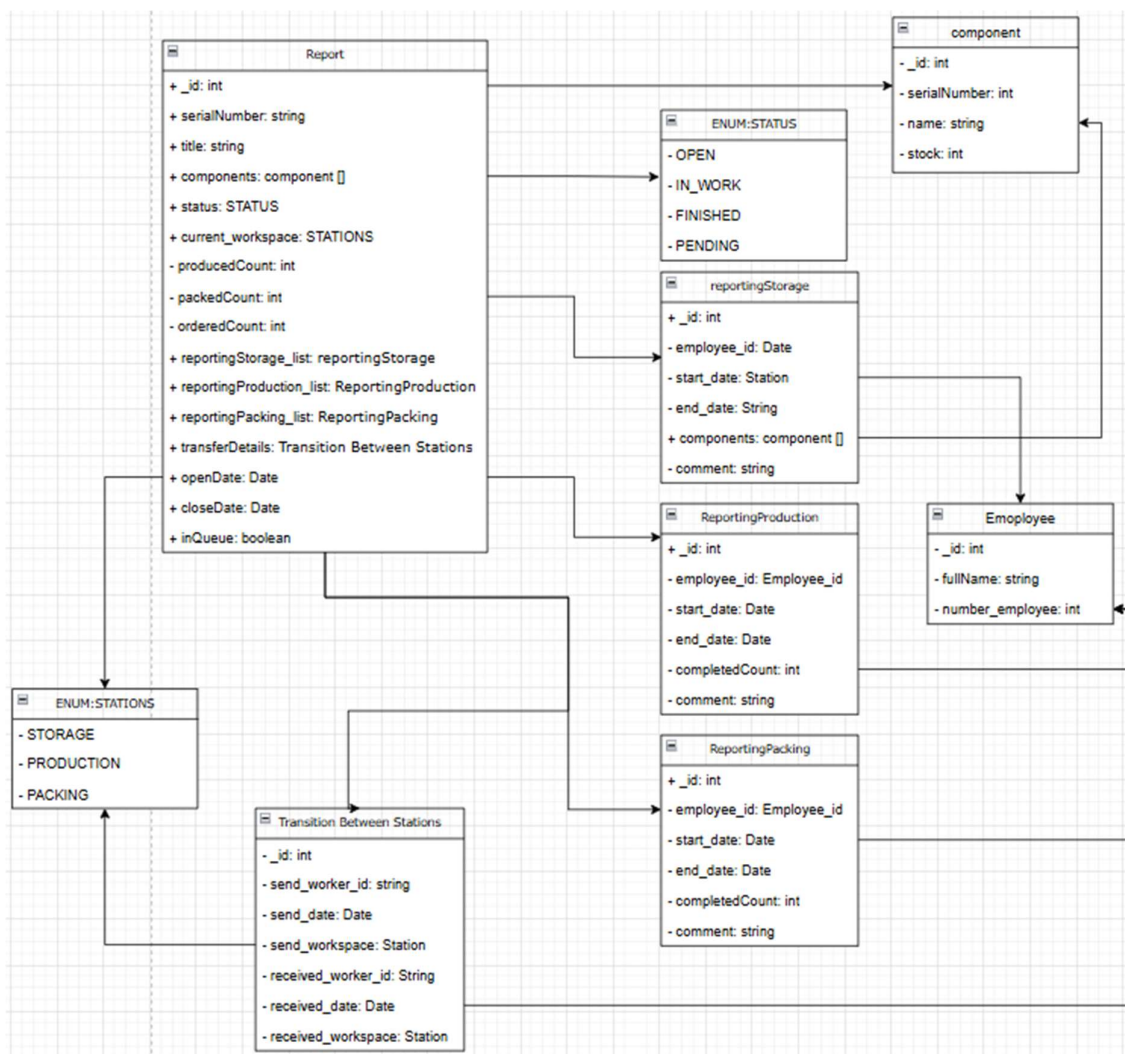 Report
+ _id: int
+ serialNumber: string
+ title: string
+ components: component []
+ status: STATUS
+ current_workspace: STATIONS
- producedCount: int
- packedCount: int
- orderedCount: int
+ reportingStorage_list: reportingStorage
+ reportingProduction_list: ReportingProduction
+ reportingPacking_list: ReportingPacking
+ transferDetails: Transition Between Stations
+ openDate: Date
+ closeDate: Date
+ inQueue: boolean
component
- _id: int
- serialNumber: int
- name: string
- stock: int
ENUM:STATUS
- OPEN
- IN_WORK
- FINISHED
- PENDING
reportingStorage
+ _id: int
- employee_id: Date
- start_date: Station
- end_date: String
+ components: component []
- comment: string
ReportingProduction
+ _id: int
- employee_id: Employee_id
- start_date: Date
- end_date: Date
- completedCount: int
- comment: string
Emoployee
- _id: int
- fullName: string
- number_employee: int
ENUM:STATIONS
- STORAGE
- PRODUCTION
- PACKING
ReportingPacking
+ _id: int
- employee_id: Employee_id
- start_date: Date
- end_date: Date
- completedCount: int
- comment: string
Transition Between Stations
- _id: int
- send_worker_id: string
- send_date: Date
- send_workspace: Station
- received_worker_id: String
- received_date: Date
- received_workspace: Station